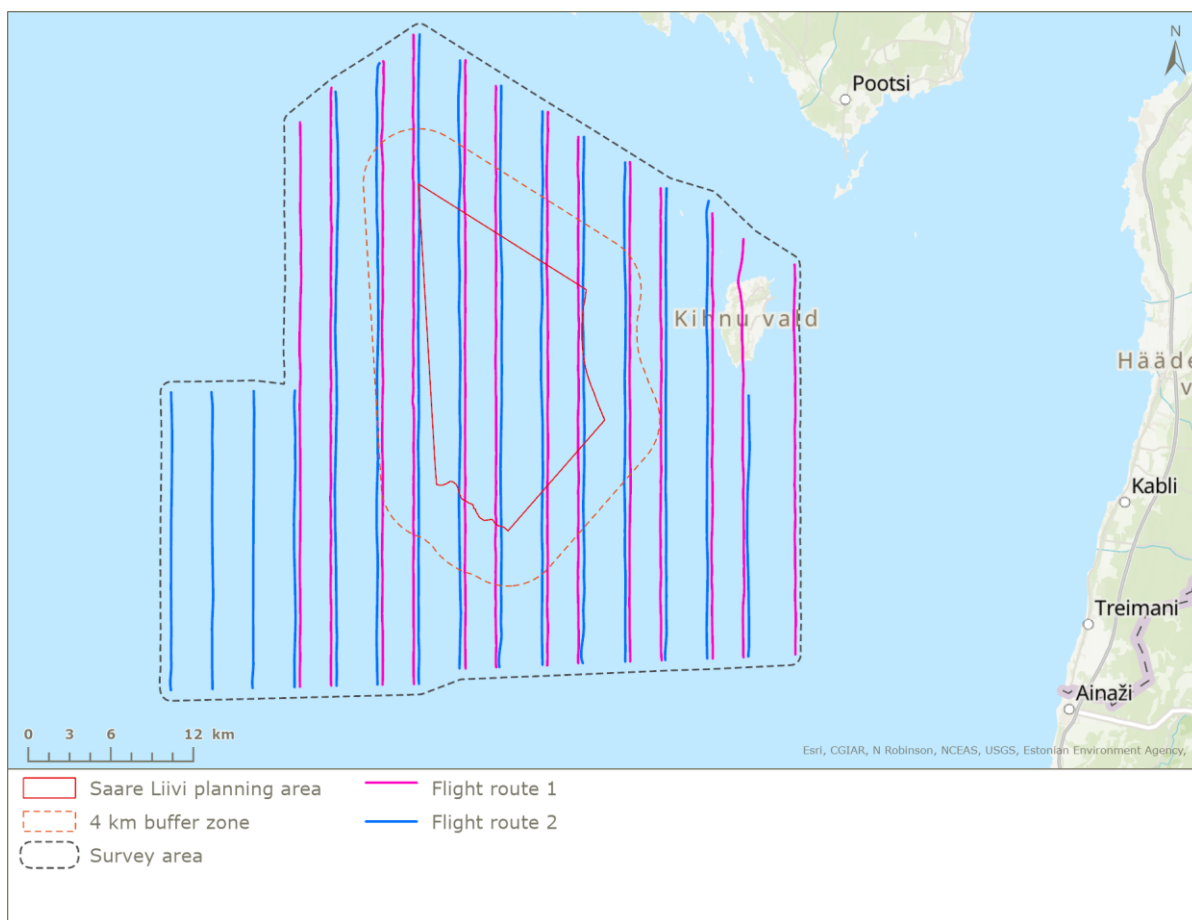 N
Pootsi
Kihnu vald
Hääde
v
Kabli
Treimani
Ainaži
0 3 6 12 km
Esri, CGIAR, N Robinson, NCEAS, USGS, Estonian Environment Agency,
Saare Liivi planning area
Flight route 1
4 km buffer zone
Flight route 2
Survey area